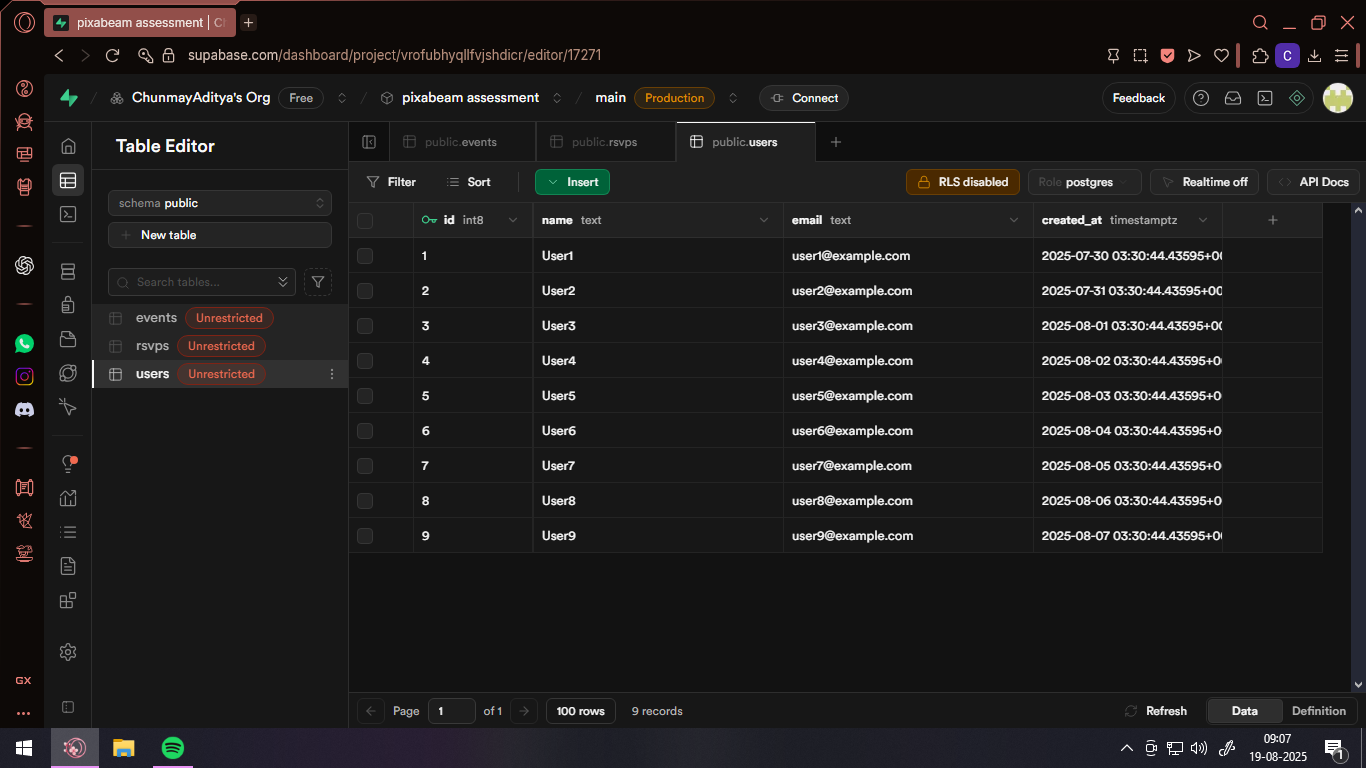 pixabeam assessment | C
supabase.com/dashboard/project/vrofubhyqllfvjshdicr/editor/17271
C
ChunmayAditya's Org Free / pixabeam assessment / main Production Connect Feedback
Table Editor
public.events public.rsvps public.users
Filter Sort Insert RLS disabled Role postgres Realtime off API Docs
schema public
New table
Search tables...
events Unrestricted
rsvps Unrestricted
users Unrestricted
id int8 name text email text created_at timestamptz
1 User1 user1@example.com 2025-07-30 03:30:44.43595+00
2 User2 user2@example.com 2025-07-31 03:30:44.43595+00
3 User3 user3@example.com 2025-08-01 03:30:44.43595+00
4 User4 user4@example.com 2025-08-02 03:30:44.43595+00
5 User5 user5@example.com 2025-08-03 03:30:44.43595+0
6 User6 user6@example.com 2025-08-04 03:30:44.43595+0
7 User7 user7@example.com 2025-08-05 03:30:44.43595+0
8 User8 user8@example.com 2025-08-06 03:30:44.43595+0
9 User9 user9@example.com 2025-08-07 03:30:44.43595+00
GX
Page 1 of 1 100 rows 9 records Refresh Data Definition
09:07
19-08-2025
1